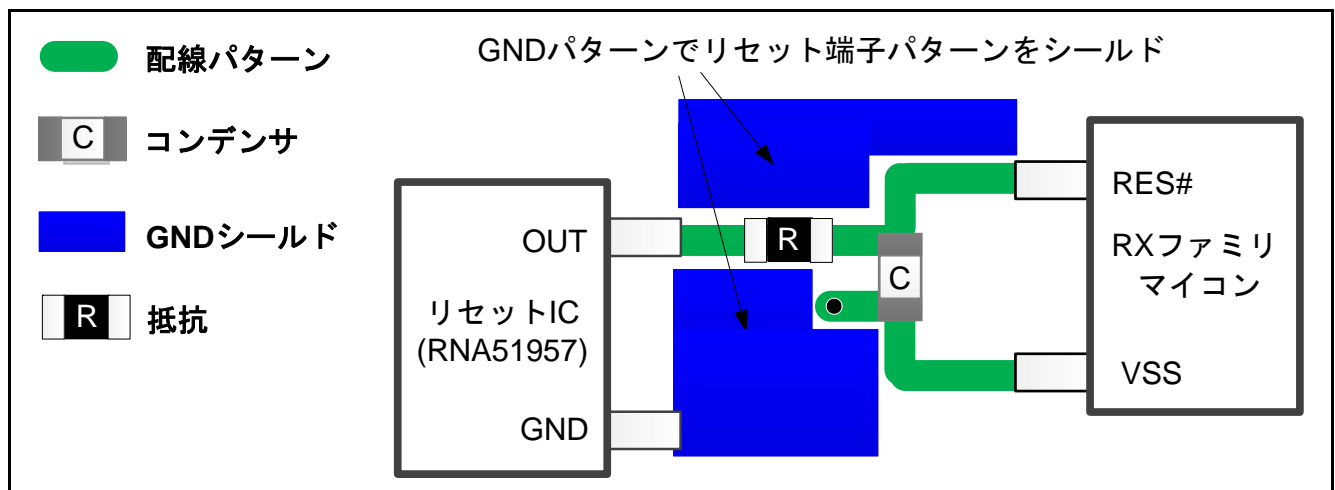 配線パターン
GNDパターンでリセット端子パターンをシールド
C
コンデンサ
GNDシールド
R
抵抗
OUT
リセットIC
(RNA51957)
GND
R
C
RES#
RXファミリ
マイコン
VSS